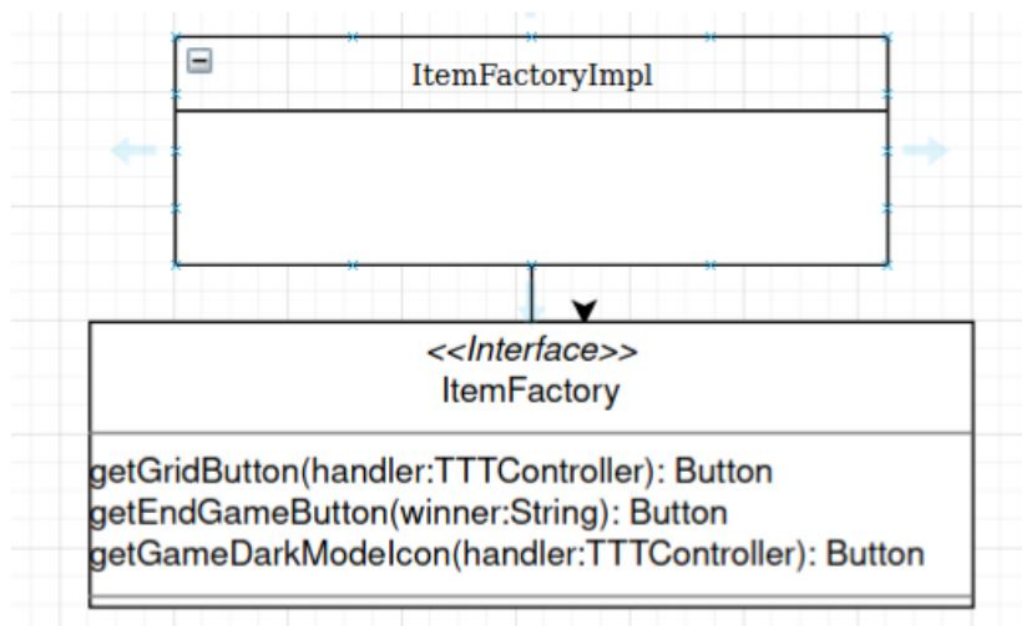 ItemFactoryImpl
<<Interface>>
ItemFactory
getGridButton(handler:TTTController): Button
getEndGameButton(winner:String): Button
getGameDarkModeIcon(handler:TTTController): Button